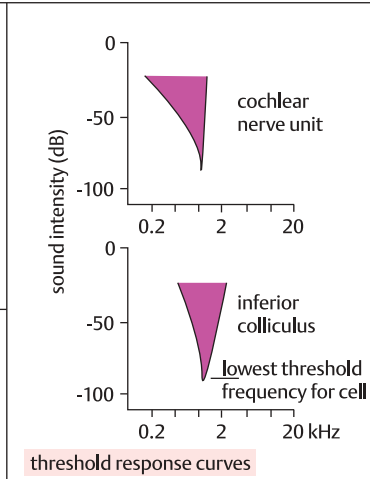 0
-50
-100
0.2 2 20
cochlear
nerve unit
sound intensity (dB)
0
-50
-100
0.2 2 20 kHz
inferior
colliculus
lowest threshold
frequency for cell
threshold response curves